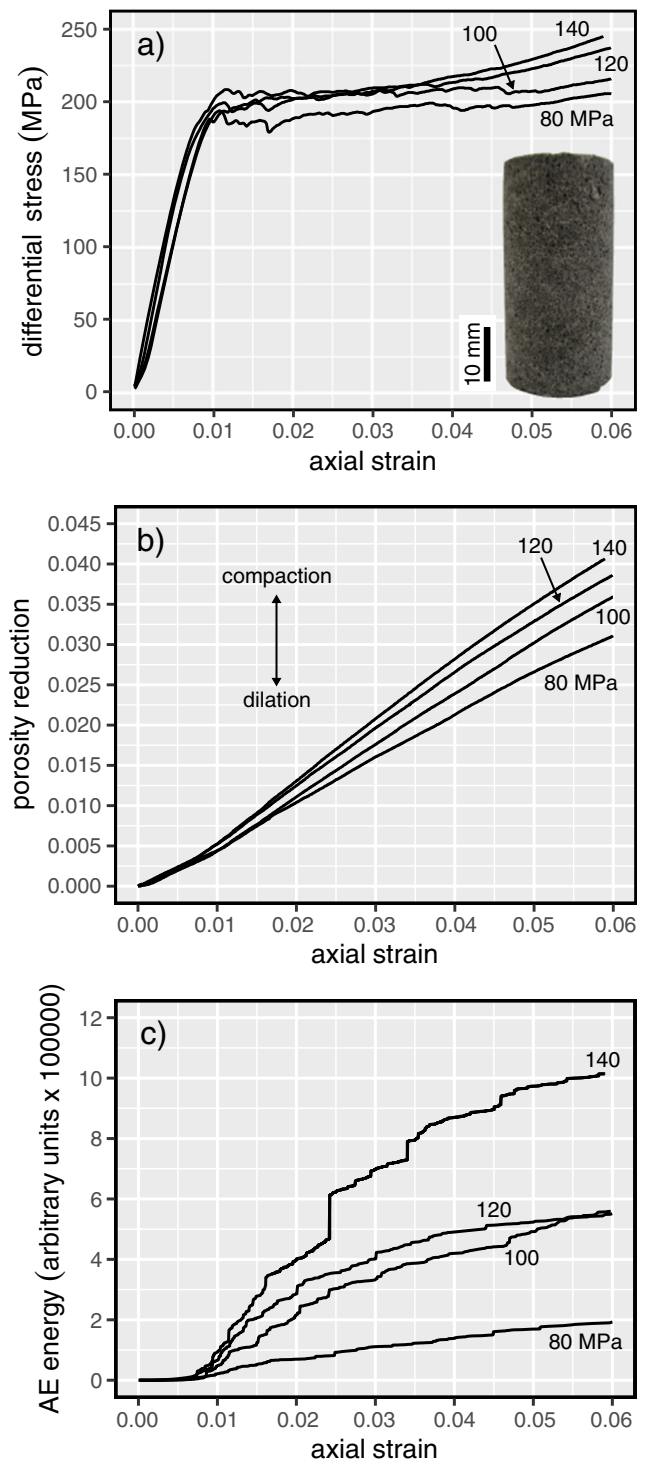 a)
differential stress (MPa)
250
200
150
100
50
0
100
140
120
80 MPa
10 mm
0.00 0.01 0.02 0.03 0.04 0.05 0.06
axial strain
b)
porosity reduction
0.045
0.040
0.035
0.030
0.025
0.020
0.015
0.010
0.005
0.000
compaction
dilation
120
140
100
80 MPa
0.00 0.01 0.02 0.03 0.04 0.05 0.06
axial strain
c)
AE energy (arbitrary units x 100000)
12
10
8
6
4
2
0
140
120
100
80 MPa
0.00 0.01 0.02 0.03 0.04 0.05 0.06
axial strain